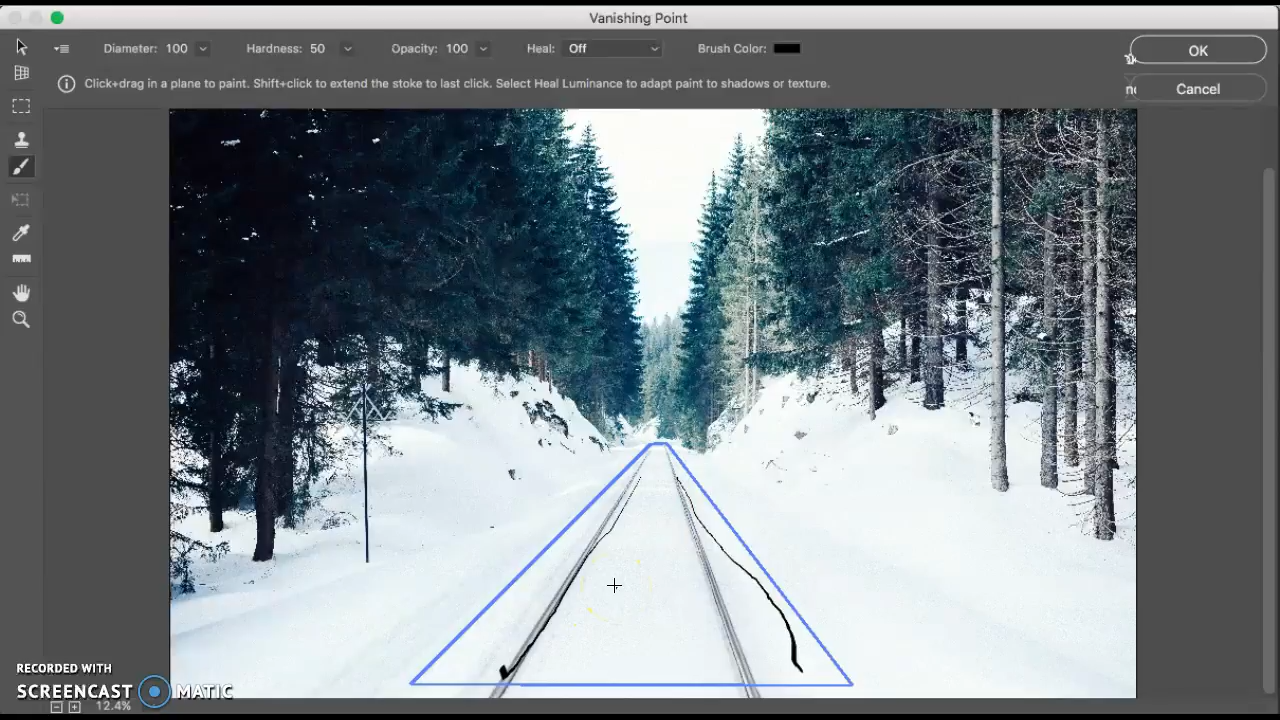 Vanishing Point
Diameter: 100 Hardness: 50 Opacity: 100 Heal: Off Brush Color:
OK
Click+drag in a plane to paint. Shift+click to extend the stoke to last click. Select Heal Luminance to adapt paint to shadows or texture.
Cancel
RECORDED WITH
SCREENCAST MATIC
12.4%